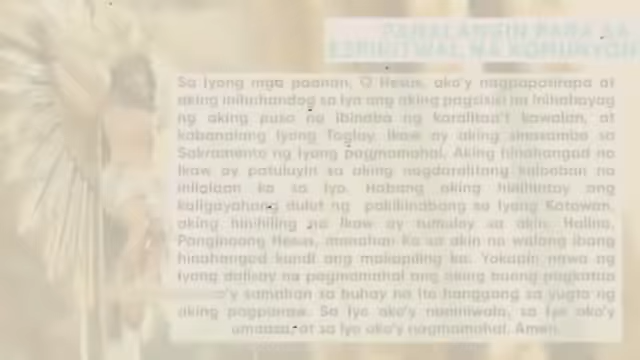 PANALANGIN PARA SA
ESPIRITWAL NA KOMUNYON
Sa iyong mga paanan, O Hesus, ako'y nagpapatirapa at
aking inihahandog sa Iyo ang aking pagsisisi na inihahayag
ng aking puso na ibinaba ng karalitaa't kawalan, at
kabanalang Iyong Taglay. Ikaw ay aking sinasamba sa
Sakramento ng Iyong pagmamahal. Aking hinahangad na
Ikaw ay patuluyin sa aking nagdaralitang kalooban na
inilalaan ko sa Iyo. Habang aking hinihintay ang
kaligayahang dulot ng pakikinabang sa Iyong Katawan,
aking hinihiling na Ikaw ay tumuloy sa akin. Halina,
Panginoong Hesus, manahan Ka sa akin na walang ibang
hinahangad kundi ang makapiling ka. Yakapin nawa ng
Iyong dalisay na pagmamahal ang aking buong pagkatao
samahan sa buhay na ito hanggang sa yugto ng
aking pagpanaw. Sa Iyo ako'y naniniwala, sa Iyo ako'y
umaasa, at sa Iyo ako'y nagmamahal. Amen.